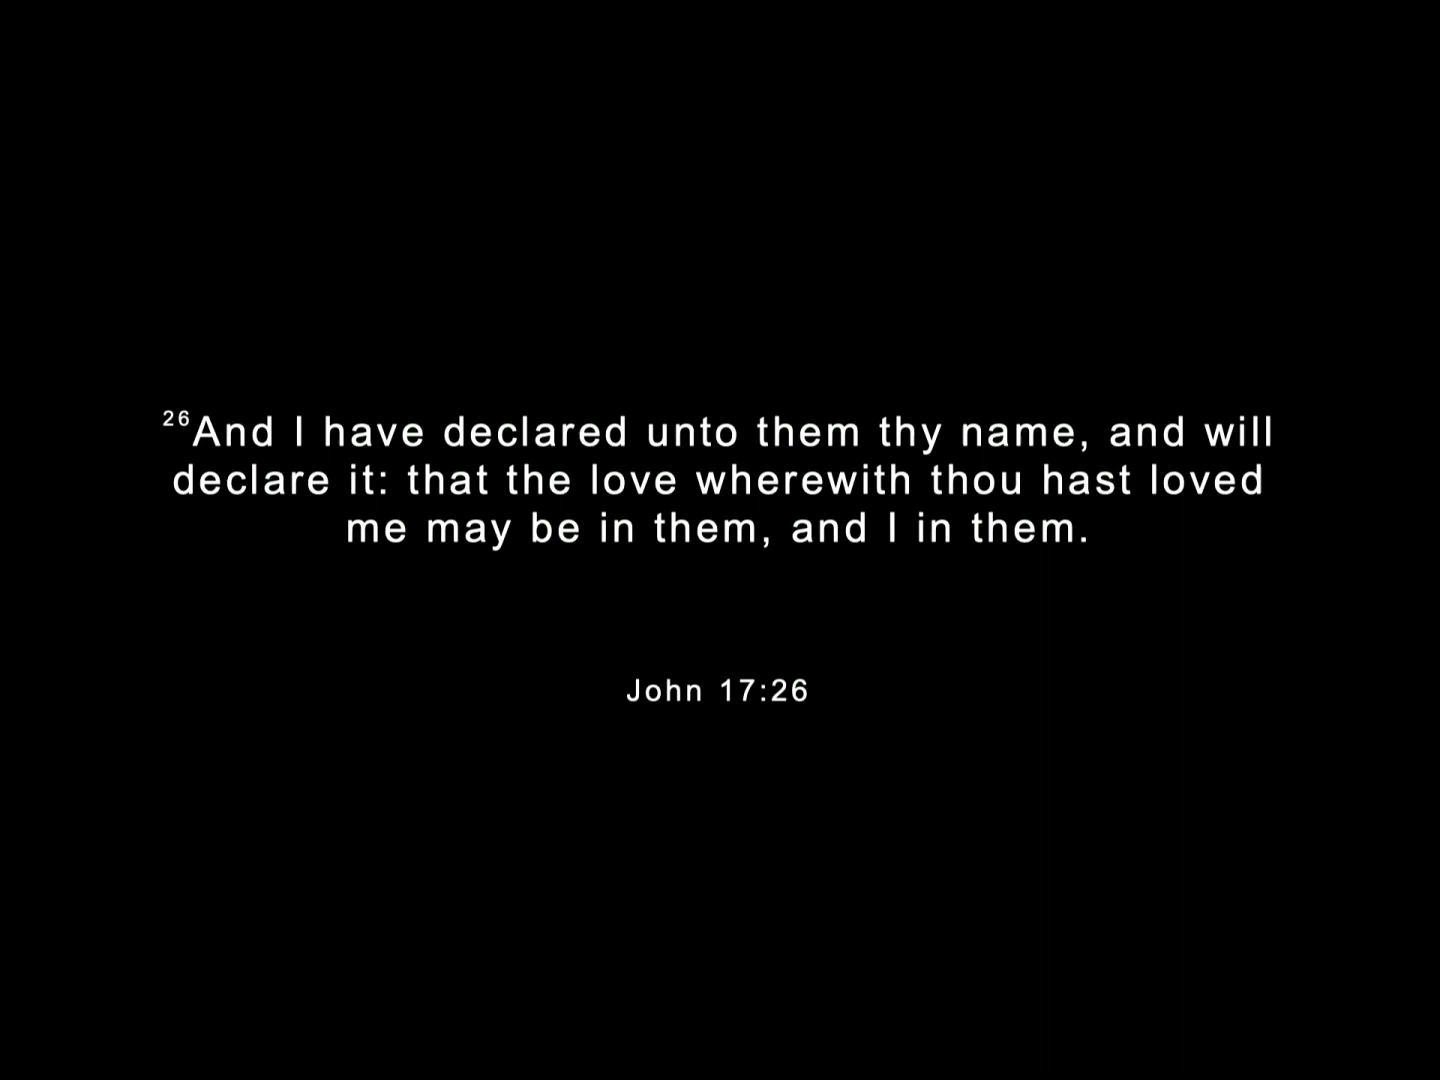 ²⁶And I have declared unto them thy name, and will
declare it: that the love wherewith thou hast loved
me may be in them, and I in them.
John 17:26